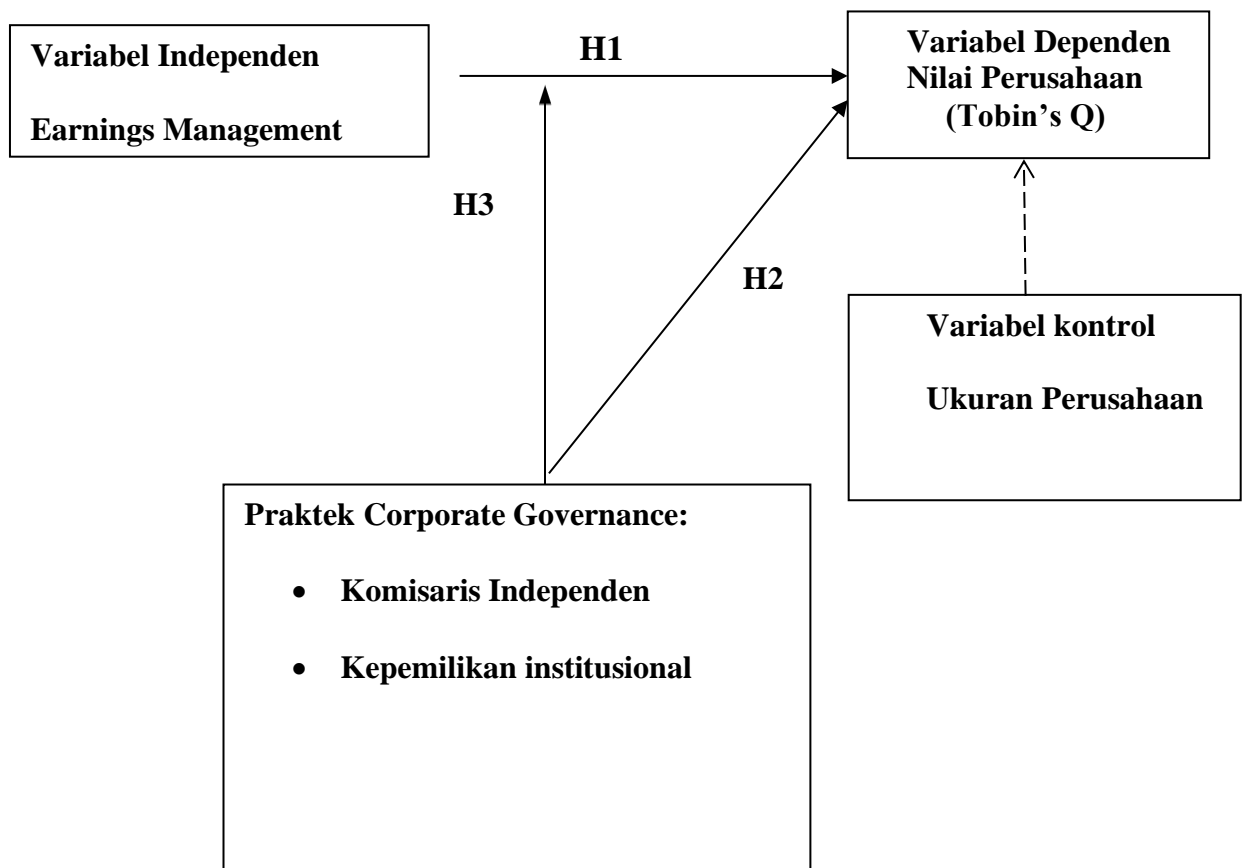 Variabel Independen
Earnings Management
H1
Variabel Dependen
Nilai Perusahaan
(Tobin’s Q)
H3
H2
Variabel kontrol
Ukuran Perusahaan
Praktek Corporate Governance:
• Komisaris Independen
• Kepemilikan institusional